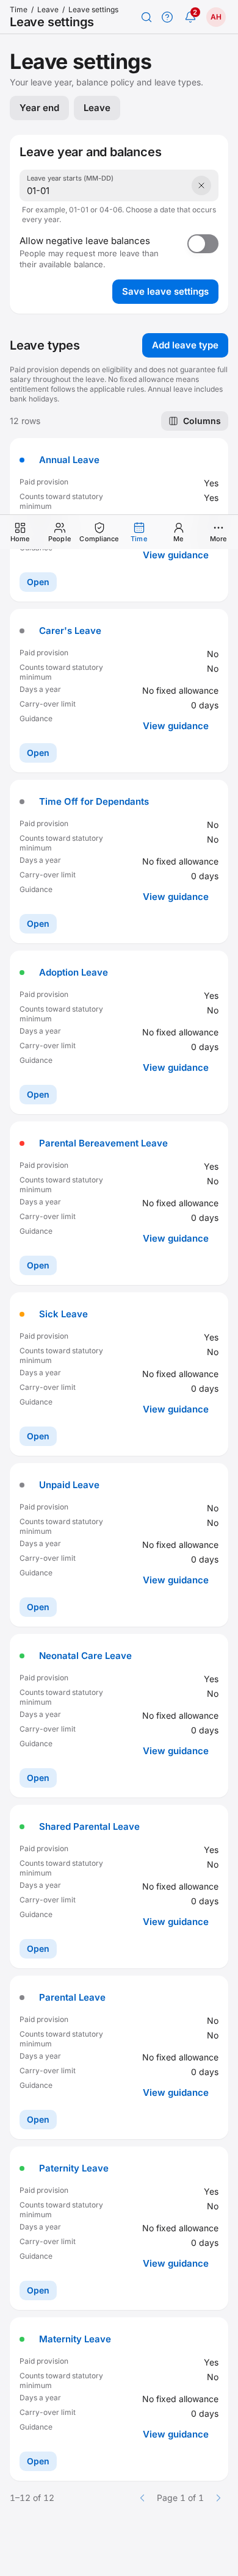 Time / Leave / Leave settings
Leave settings
2
AH
Leave settings
Your leave year, balance policy and leave types.
Year end
Leave
Leave year and balances
Leave year starts (MM-DD)
01-01
For example, 01-01 or 04-06. Choose a date that occurs
every year.
Allow negative leave balances
People may request more leave than
their available balance.
Save leave settings
Leave types
Add leave type
Paid provision depends on eligibility and does not guarantee full
salary throughout the leave. No fixed allowance means
entitlement follows the applicable rules. Annual leave includes
bank holidays.
12 rows
Columns
Annual Leave
Paid provision
Yes
Counts toward statutory
minimum
Yes
Home
People
Compliance
Time
Me
More
View guidance
Open
Carer's Leave
Paid provision
No
Counts toward statutory
minimum
No
Days a year
No fixed allowance
Carry-over limit
0 days
Guidance
View guidance
Open
Time Off for Dependants
Paid provision
No
Counts toward statutory
minimum
No
Days a year
No fixed allowance
Carry-over limit
0 days
Guidance
View guidance
Open
Adoption Leave
Paid provision
Yes
Counts toward statutory
minimum
No
Days a year
No fixed allowance
Carry-over limit
0 days
Guidance
View guidance
Open
Parental Bereavement Leave
Paid provision
Yes
Counts toward statutory
minimum
No
Days a year
No fixed allowance
Carry-over limit
0 days
Guidance
View guidance
Open
Sick Leave
Paid provision
Yes
Counts toward statutory
minimum
No
Days a year
No fixed allowance
Carry-over limit
0 days
Guidance
View guidance
Open
Unpaid Leave
Paid provision
No
Counts toward statutory
minimum
No
Days a year
No fixed allowance
Carry-over limit
0 days
Guidance
View guidance
Open
Neonatal Care Leave
Paid provision
Yes
Counts toward statutory
minimum
No
Days a year
No fixed allowance
Carry-over limit
0 days
Guidance
View guidance
Open
Shared Parental Leave
Paid provision
Yes
Counts toward statutory
minimum
No
Days a year
No fixed allowance
Carry-over limit
0 days
Guidance
View guidance
Open
Parental Leave
Paid provision
No
Counts toward statutory
minimum
No
Days a year
No fixed allowance
Carry-over limit
0 days
Guidance
View guidance
Open
Paternity Leave
Paid provision
Yes
Counts toward statutory
minimum
No
Days a year
No fixed allowance
Carry-over limit
0 days
Guidance
View guidance
Open
Maternity Leave
Paid provision
Yes
Counts toward statutory
minimum
No
Days a year
No fixed allowance
Carry-over limit
0 days
Guidance
View guidance
Open
1–12 of 12
Page 1 of 1